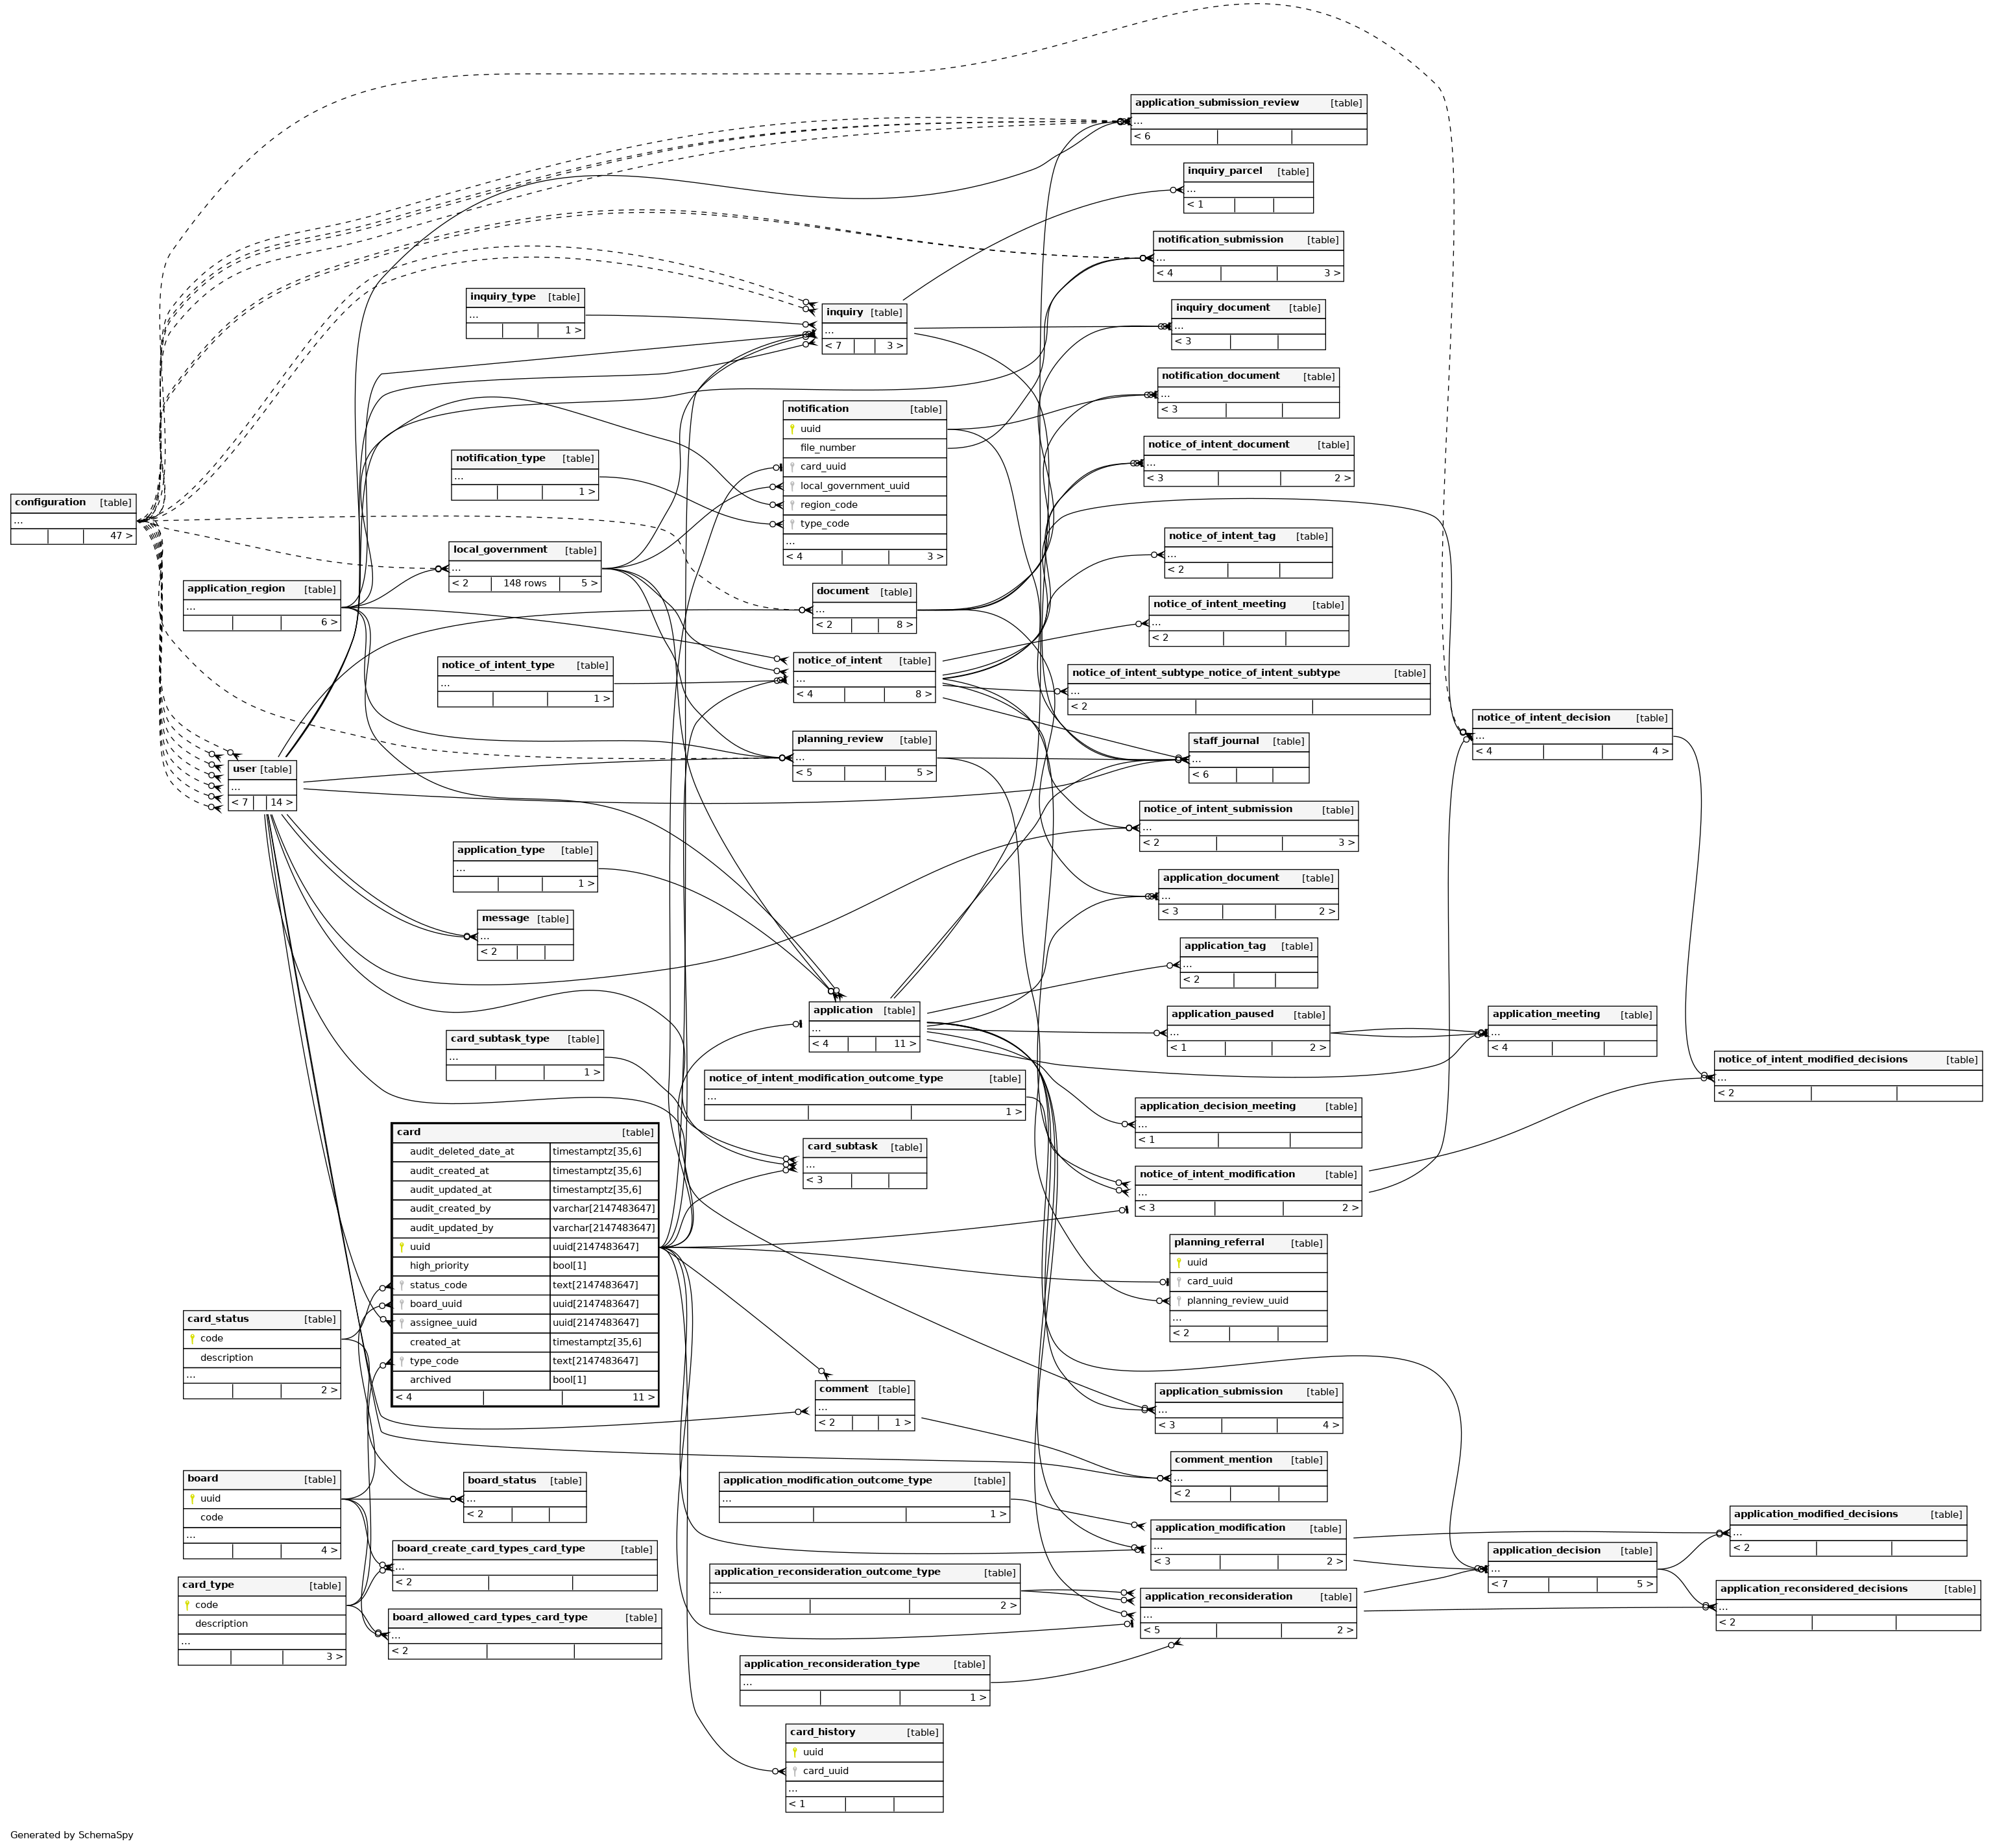 application_submission_review [table]
...
< 6
inquiry_parcel [table]
...
< 1
notification_submission [table]
...
< 4 3 >
inquiry_type [table]
...
1 >
inquiry [table]
...
< 7 3 >
inquiry_document [table]
...
< 3
notification_document [table]
...
< 3
notification [table]
uuid
file_number
card_uuid
local_government_uuid
region_code
type_code
...
< 4 3 >
notice_of_intent_document [table]
...
< 3 2 >
notification_type [table]
...
1 >
configuration [table]
...
47 >
notice_of_intent_tag [table]
...
< 2
local_government [table]
...
< 2 148 rows 5 >
application_region [table]
...
6 >
document [table]
...
< 2 8 >
notice_of_intent_meeting [table]
...
< 2
notice_of_intent_type [table]
...
1 >
notice_of_intent [table]
...
< 4 8 >
notice_of_intent_subtype_notice_of_intent_subtype [table]
...
< 2
notice_of_intent_decision [table]
...
< 4 4 >
planning_review [table]
...
< 5 5 >
staff_journal [table]
...
< 6
user [table]
...
< 7 14 >
notice_of_intent_submission [table]
...
< 2 3 >
application_type [table]
...
1 >
application_document [table]
...
< 3 2 >
message [table]
...
< 2
application_tag [table]
...
< 2
application [table]
...
< 4 11 >
application_paused [table]
...
< 1 2 >
application_meeting [table]
...
< 4
card_subtask_type [table]
...
1 >
notice_of_intent_modified_decisions [table]
...
< 2
notice_of_intent_modification_outcome_type [table]
...
1 >
application_decision_meeting [table]
...
< 1
card [table]
audit_deleted_date_at timestamptz[35,6]
audit_created_at timestamptz[35,6]
audit_updated_at timestamptz[35,6]
audit_created_by varchar[2147483647]
audit_updated_by varchar[2147483647]
uuid uuid[2147483647]
high_priority bool[1]
status_code text[2147483647]
board_uuid uuid[2147483647]
assignee_uuid uuid[2147483647]
created_at timestamptz[35,6]
type_code text[2147483647]
archived bool[1]
< 4 11 >
card_subtask [table]
...
< 3
notice_of_intent_modification [table]
...
< 3 2 >
planning_referral [table]
uuid
card_uuid
planning_review_uuid
...
< 2
card_status [table]
code
description
...
2 >
comment [table]
...
< 2 1 >
application_submission [table]
...
< 3 4 >
comment_mention [table]
...
< 2
board [table]
uuid
code
...
4 >
board_status [table]
...
< 2
application_modification_outcome_type [table]
...
1 >
application_modification [table]
...
< 3 2 >
application_modified_decisions [table]
...
< 2
board_create_card_types_card_type [table]
...
< 2
application_decision [table]
...
< 7 5 >
application_reconsideration_outcome_type [table]
...
2 >
card_type [table]
code
description
...
3 >
application_reconsidered_decisions [table]
...
< 2
application_reconsideration [table]
...
< 5 2 >
board_allowed_card_types_card_type [table]
...
< 2
application_reconsideration_type [table]
...
1 >
card_history [table]
uuid
card_uuid
...
< 1
Generated by SchemaSpy